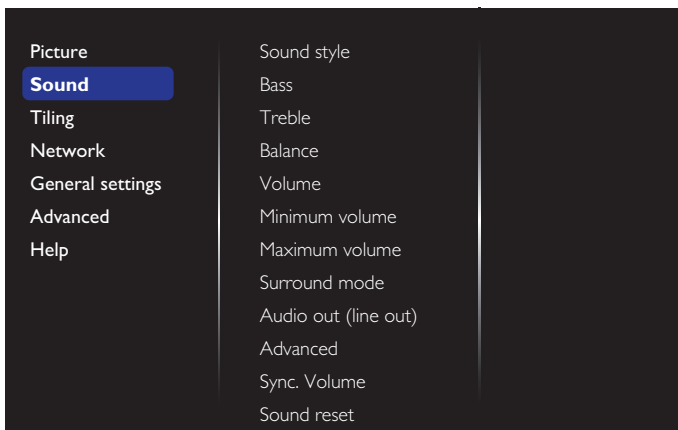 Picture
Sound
Tiling
Network
General settings
Advanced
Help
Sound style
Bass
Treble
Balance
Volume
Minimum volume
Maximum volume
Surround mode
Audio out (line out)
Advanced
Sync. Volume
Sound reset